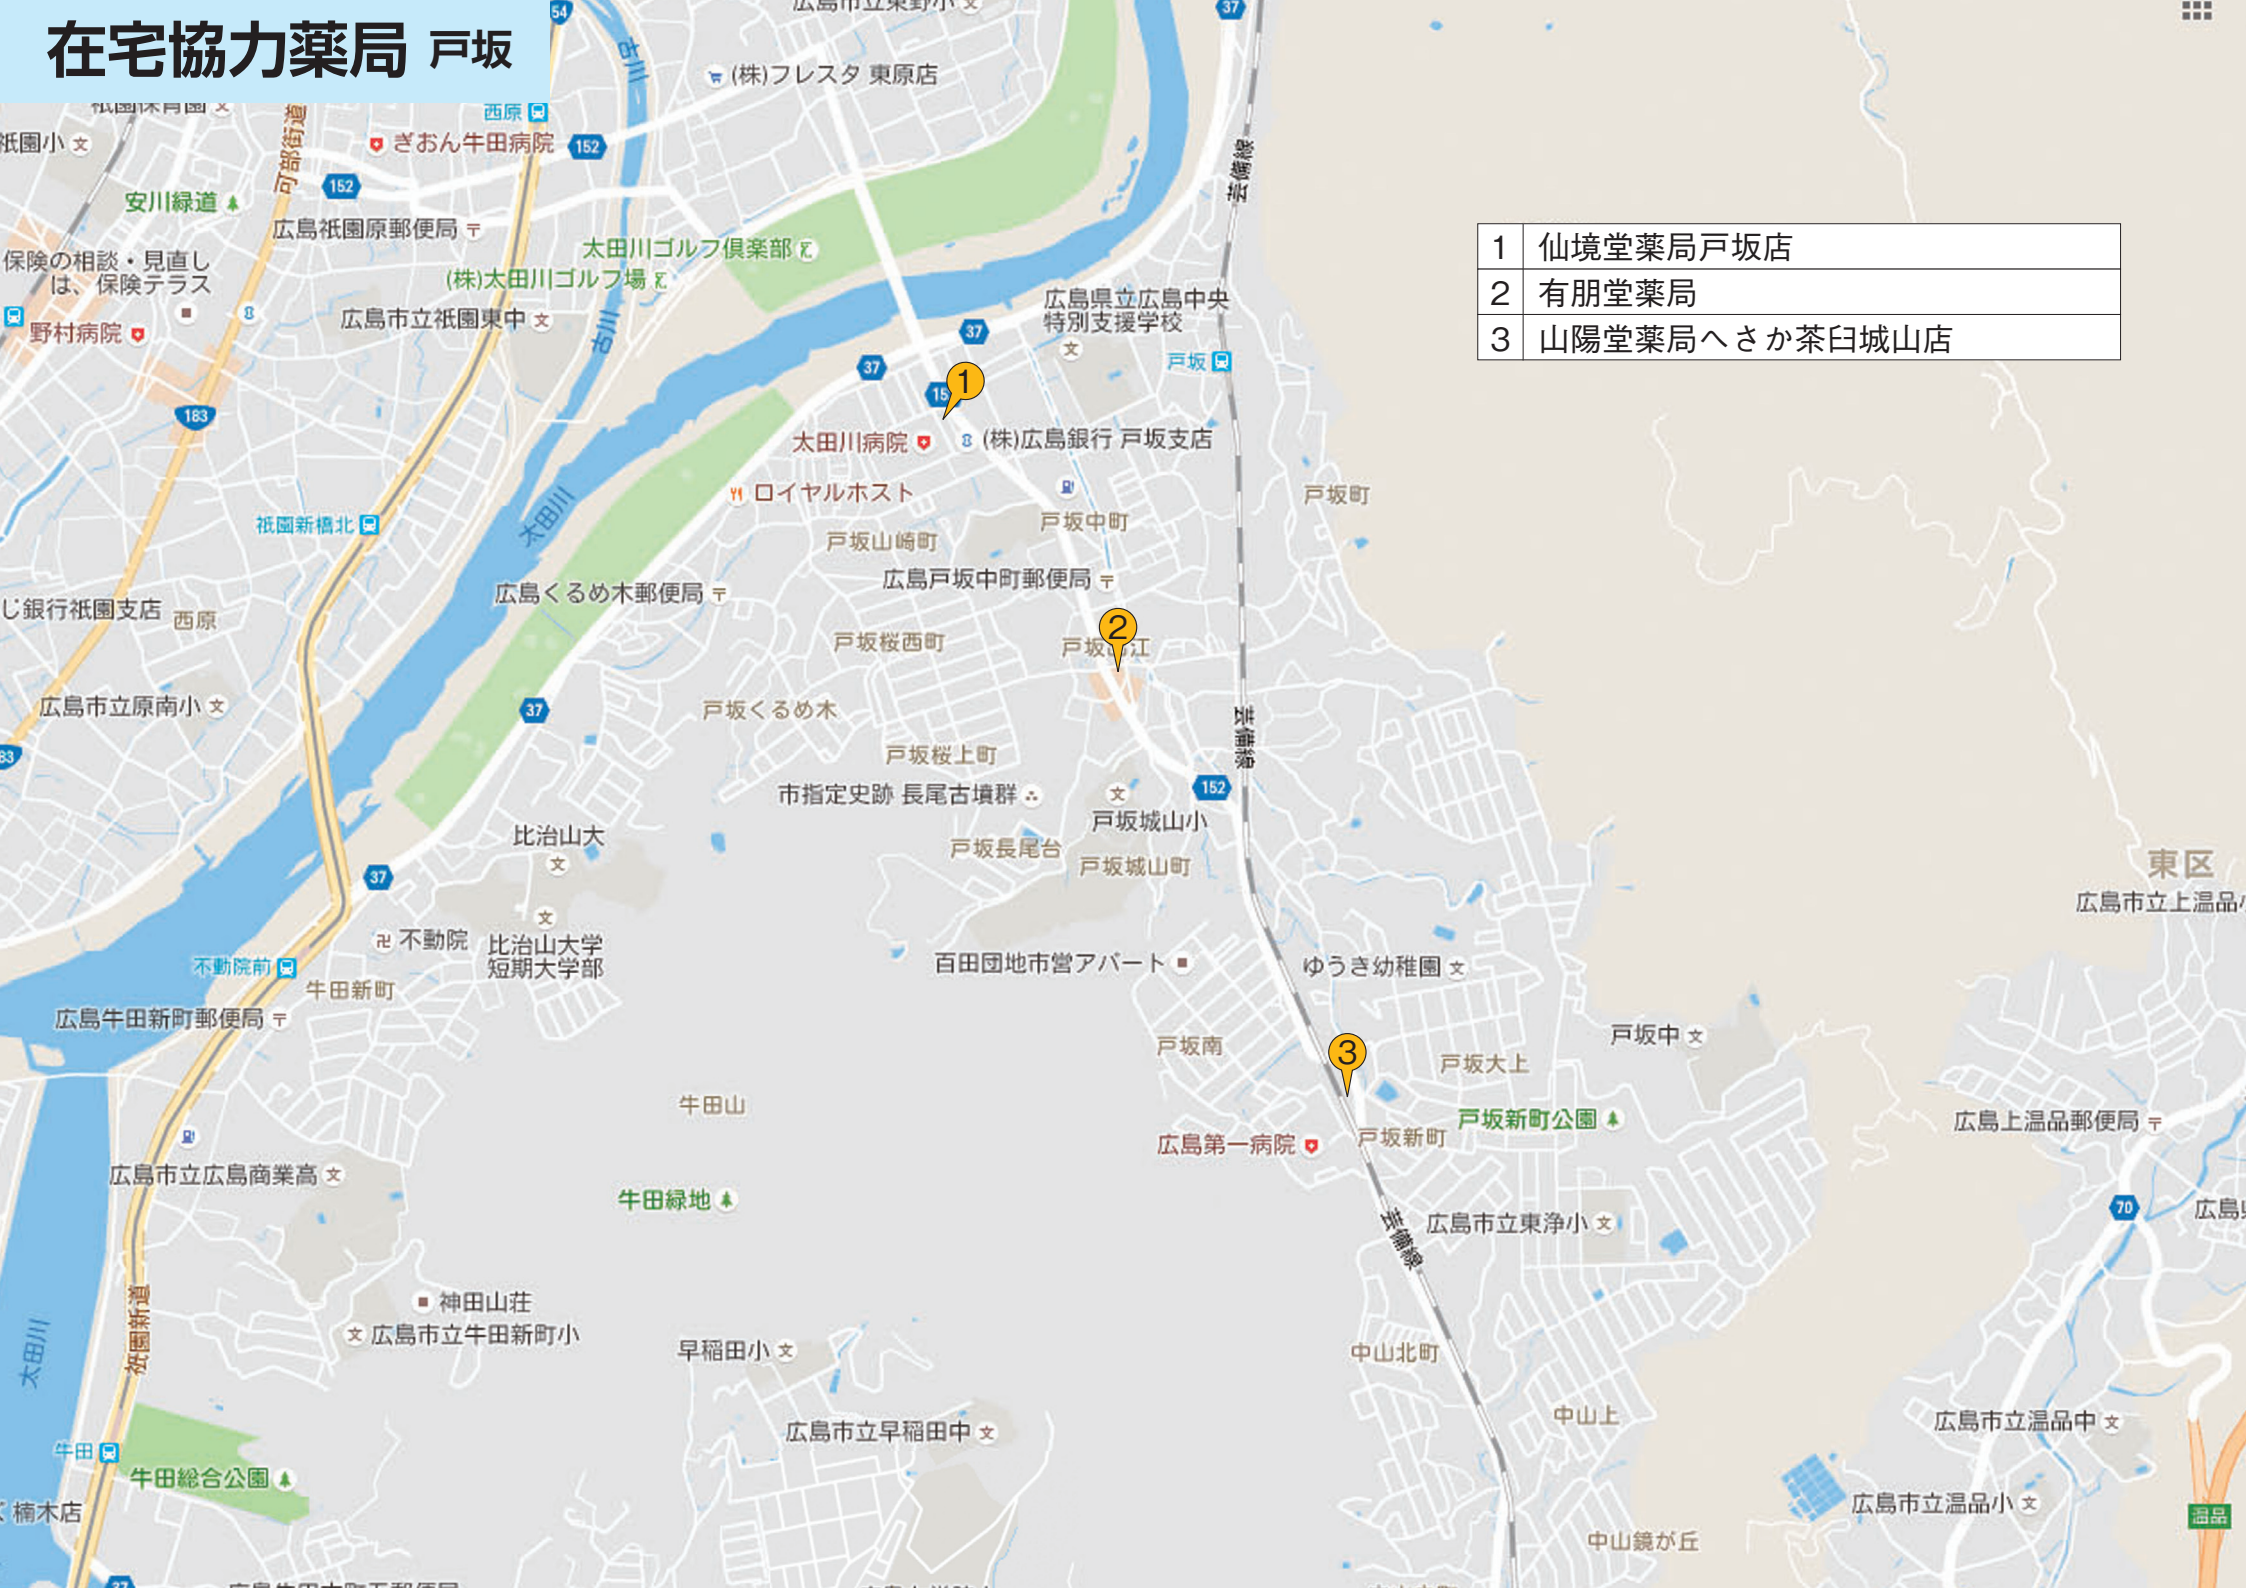 在宅協力薬局 戸坂
1 仙境堂薬局戸坂店
2 有朋堂薬局
3 山陽堂薬局へさか茶臼城山店
54
古川
37
(株)フレスタ 東原店
西原
祇園小
可部街道
ぎおん牛田病院
152
152
芸備線
安川緑道
広島祇園原郵便局
太田川ゴルフ倶楽部
(株)太田川ゴルフ場
保険の相談・見直し
は、保険テラス
広島市立祇園東中
古川
野村病院
広島県立広島中央
特別支援学校
37
37
戸坂
1
183
太田川病院
(株)広島銀行 戸坂支店
ロイヤルホスト
戸坂町
太田川
祇園新橋北
戸坂中町
戸坂山崎町
広島戸坂中町郵便局
広島くるめ木郵便局
じ銀行祇園支店
西原
2
戸坂桜西町
広島市立原南小
37
戸坂くるめ木
芸備線
戸坂桜上町
市指定史跡 長尾古墳群
152
戸坂城山小
比治山大
戸坂長尾台
戸坂城山町
東区
広島市立上温品小
37
不動院
比治山大学
短期大学部
不動院前
牛田新町
百田団地市営アパート
ゆうき幼稚園
広島牛田新町郵便局
戸坂中
戸坂南
3
戸坂大上
牛田山
戸坂新町公園
広島上温品郵便局
広島第一病院
戸坂新町
広島市立広島商業高
牛田緑地
芸備線
広島市立東浄小
70
祇園新道
神田山荘
広島市立牛田新町小
太田川
早稲田小
中山北町
中山上
広島市立早稲田中
広島市立温品中
牛田
牛田総合公園
楠木店
広島市立温品小
温品
中山鏡が丘
37